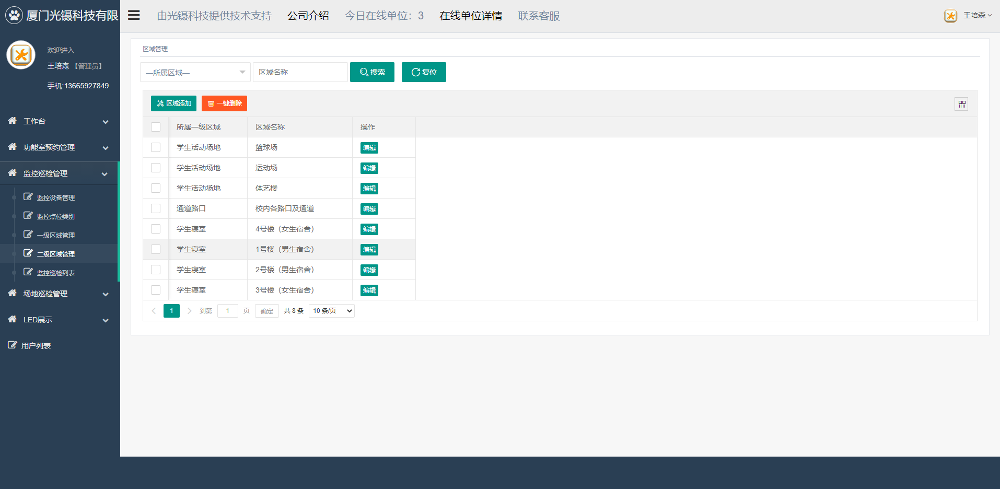 厦门光镊科技有限
由光镊科技提供技术支持 公司介绍 今日在线单位：3 在线单位详情 联系客服
王培森
欢迎进入
王培森 【管理员】
手机:13665927849
工作台
功能室预约管理
监控巡检管理
监控设备管理
监控点位类别
一级区域管理
二级区域管理
监控巡检列表
场地巡检管理
LED展示
用户列表
区域管理
—所属区域— 区域名称 搜索 复位
区域添加 一键删除
所属一级区域 区域名称 操作
学生活动场地 篮球场 编辑
学生活动场地 运动场 编辑
学生活动场地 体艺楼 编辑
通道路口 校内各路口及通道 编辑
学生寝室 4号楼（女生宿舍） 编辑
学生寝室 1号楼（男生宿舍） 编辑
学生寝室 2号楼（男生宿舍） 编辑
学生寝室 3号楼（女生宿舍） 编辑
1 到第 1 页 确定 共 8 条 10 条/页